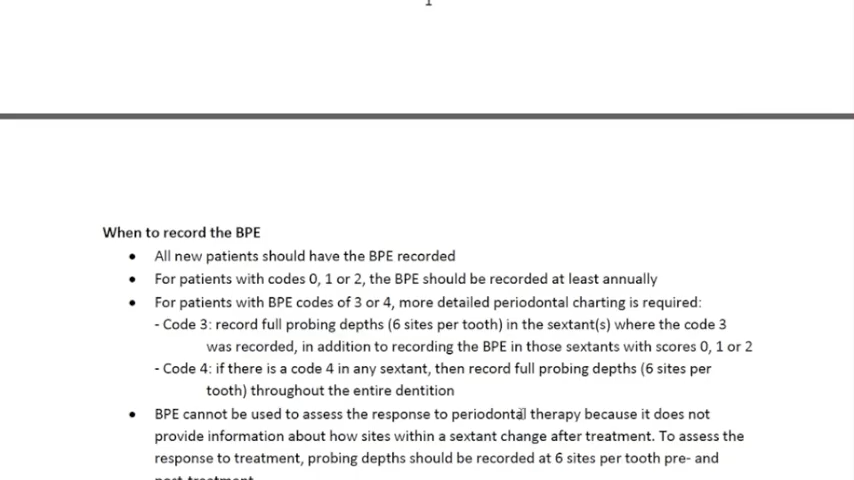 When to record the BPE
• All new patients should have the BPE recorded
• For patients with codes 0, 1 or 2, the BPE should be recorded at least annually
• For patients with BPE codes of 3 or 4, more detailed periodontal charting is required:
- Code 3: record full probing depths (6 sites per tooth) in the sextant(s) where the code 3
was recorded, in addition to recording the BPE in those sextants with scores 0, 1 or 2
- Code 4: if there is a code 4 in any sextant, then record full probing depths (6 sites per
tooth) throughout the entire dentition
• BPE cannot be used to assess the response to periodontal therapy because it does not
provide information about how sites within a sextant change after treatment. To assess the
response to treatment, probing depths should be recorded at 6 sites per tooth pre- and